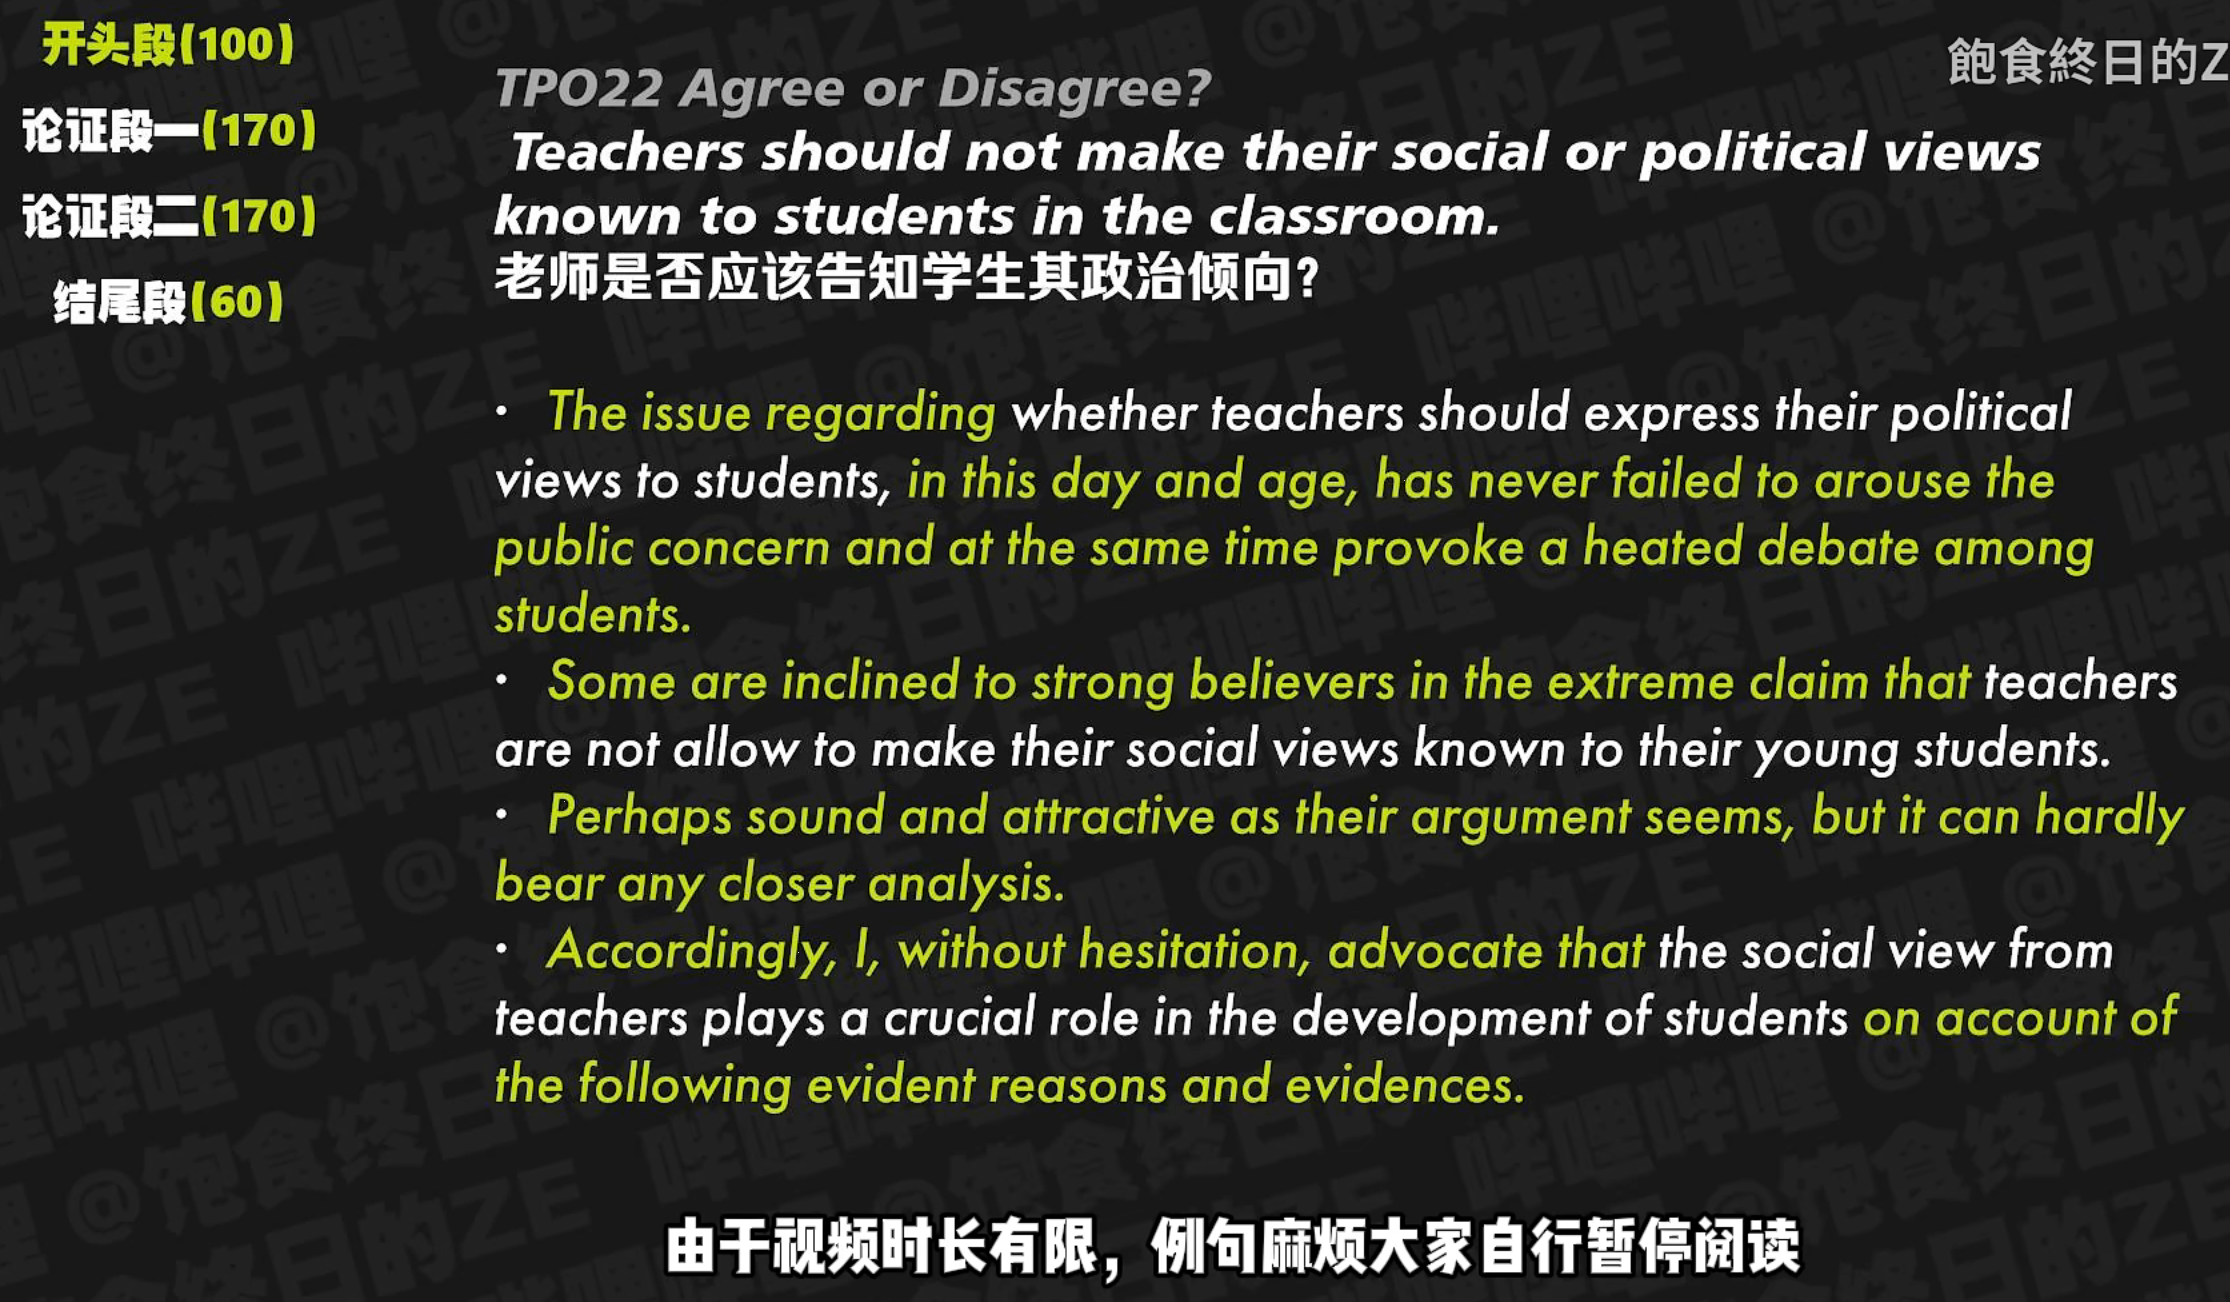 开头段(100)
论证段一(170)
论证段二(170)
结尾段(60)
飽食終日的Z
TPO22 Agree or Disagree?
Teachers should not make their social or political views
known to students in the classroom.
老师是否应该告知学生其政治倾向?
• The issue regarding whether teachers should express their political
views to students, in this day and age, has never failed to arouse the
public concern and at the same time provoke a heated debate among
students.
• Some are inclined to strong believers in the extreme claim that teachers
are not allow to make their social views known to their young students.
• Perhaps sound and attractive as their argument seems, but it can hardly
bear any closer analysis.
• Accordingly, I, without hesitation, advocate that the social view from
teachers plays a crucial role in the development of students on account of
the following evident reasons and evidences.
由于视频时长有限，例句麻烦大家自行暂停阅读